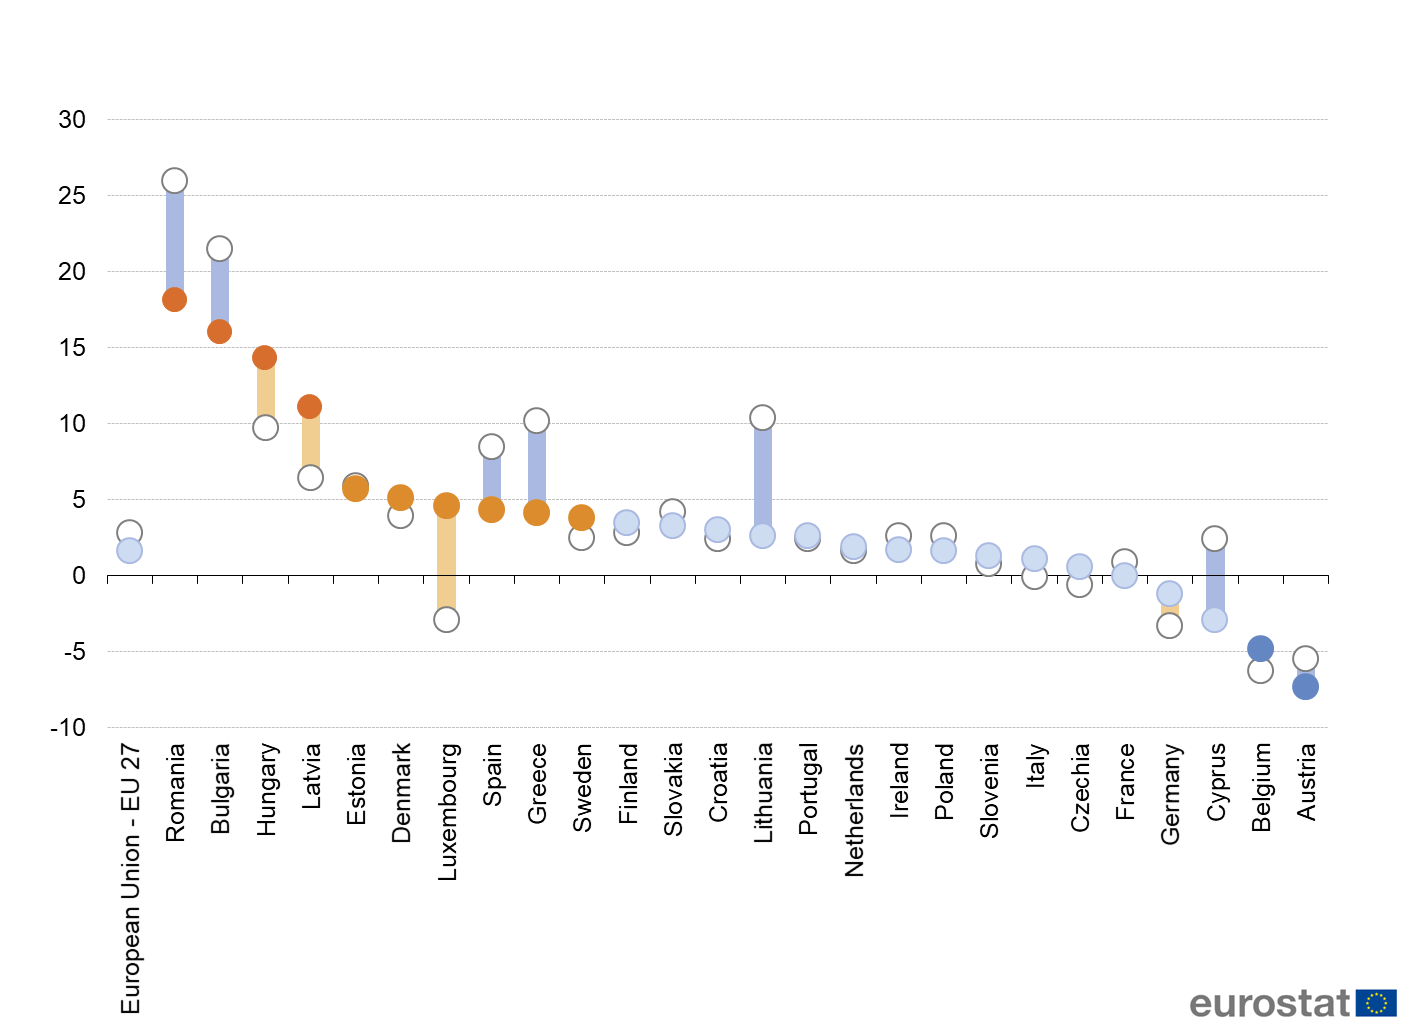 30
25
20
15
10
5
0
-5
-10
European Union - EU 27
Romania
Bulgaria
Hungary
Latvia
Estonia
Denmark
Luxembourg
Spain
Greece
Sweden
Finland
Slovakia
Croatia
Lithuania
Portugal
Netherlands
Ireland
Poland
Slovenia
Italy
Czechia
France
Germany
Cyprus
Belgium
Austria
eurostat